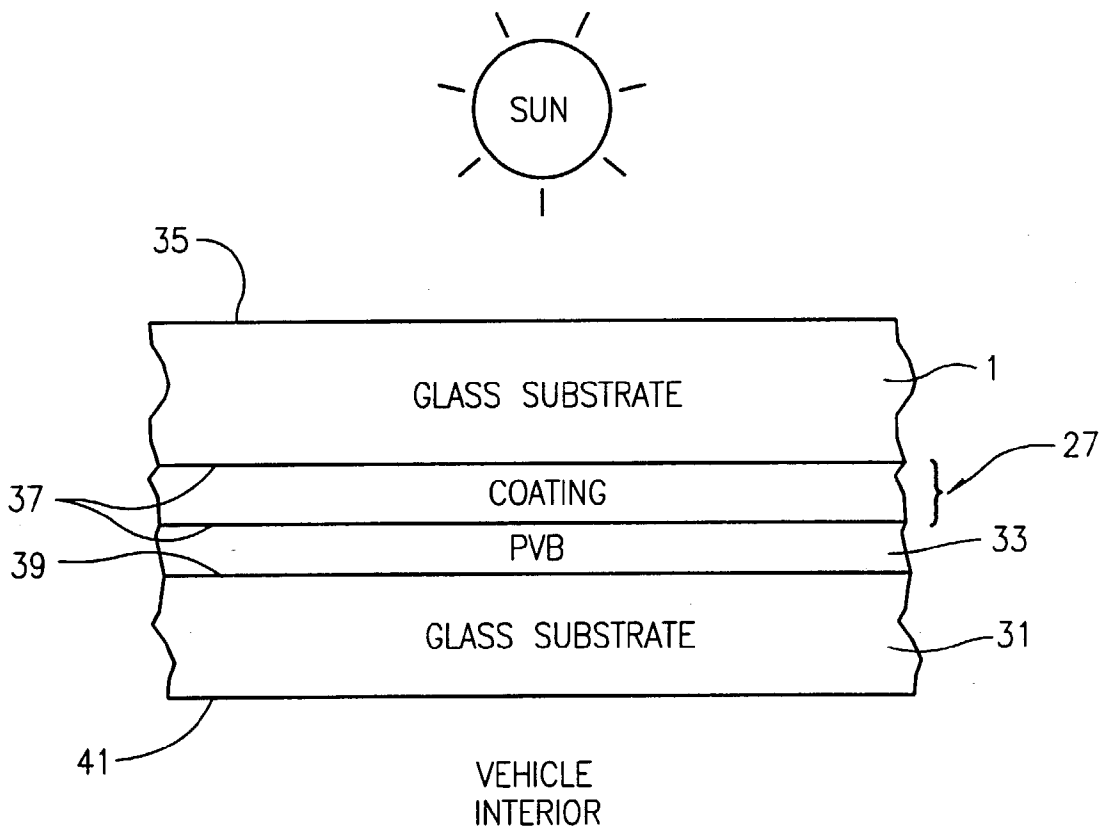 SUN
35
GLASS SUBSTRATE
1
27
COATING
37
PVB
33
39
GLASS SUBSTRATE
31
41
VEHICLE
INTERIOR